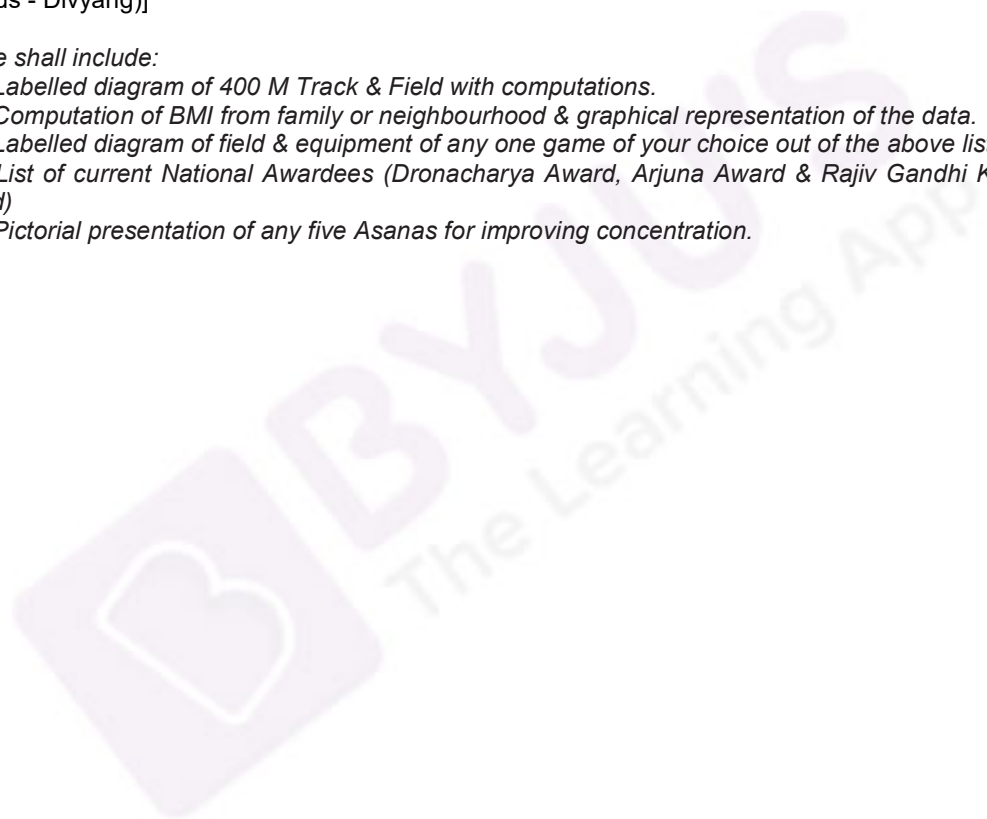 - Divyang)]
e shall include:
Labelled diagram of 400 M Track & Field with computations.
Computation of BMI from family or neighbourhood & graphical representation of the data.
Labelled diagram of field & equipment of any one game of your choice out of the above lis
List of current National Awardees (Dronacharya Award, Arjuna Award & Rajiv Gandhi K
d)
Pictorial presentation of any five Asanas for improving concentration.
BYJU'S
The Learning App